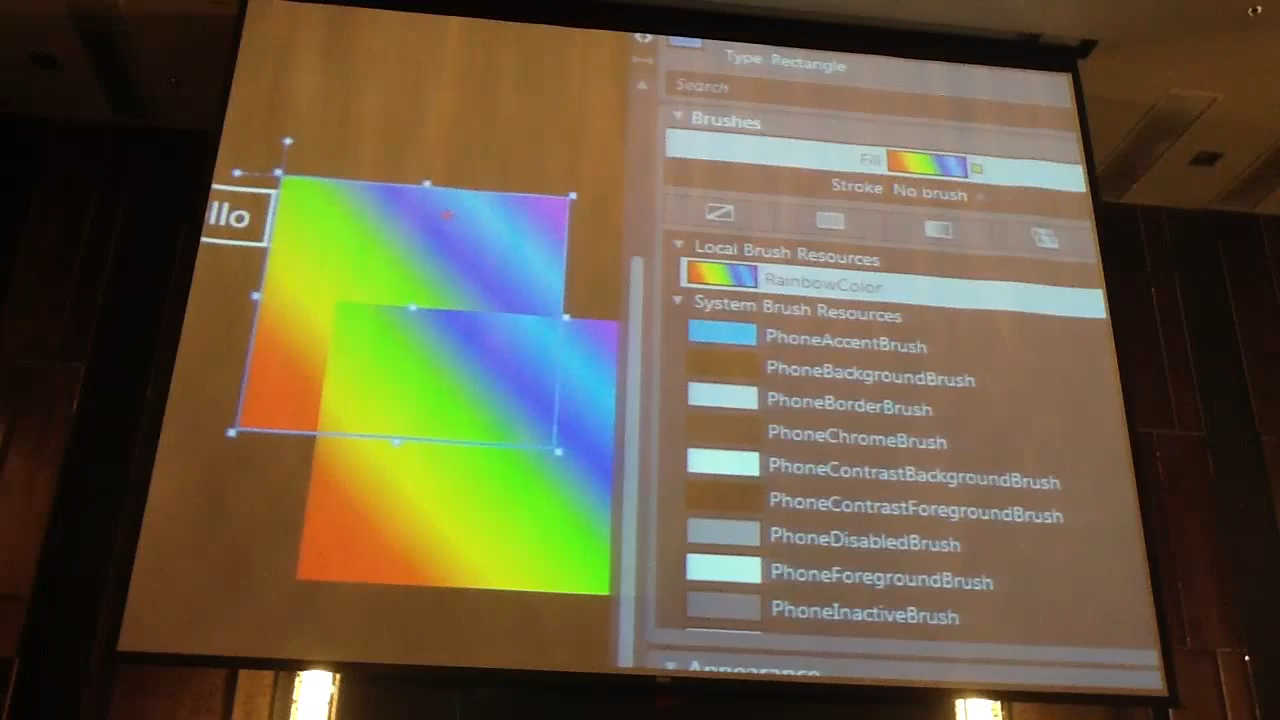 llo
Type Rectangle
Search
Brushes
Fill
Stroke No brush
Local Brush Resources
RainbowColor
System Brush Resources
PhoneAccentBrush
PhoneBackgroundBrush
PhoneBorderBrush
PhoneChromeBrush
PhoneContrastBackgroundBrush
PhoneContrastForegroundBrush
PhoneDisabledBrush
PhoneForegroundBrush
PhoneInactiveBrush
Appearance